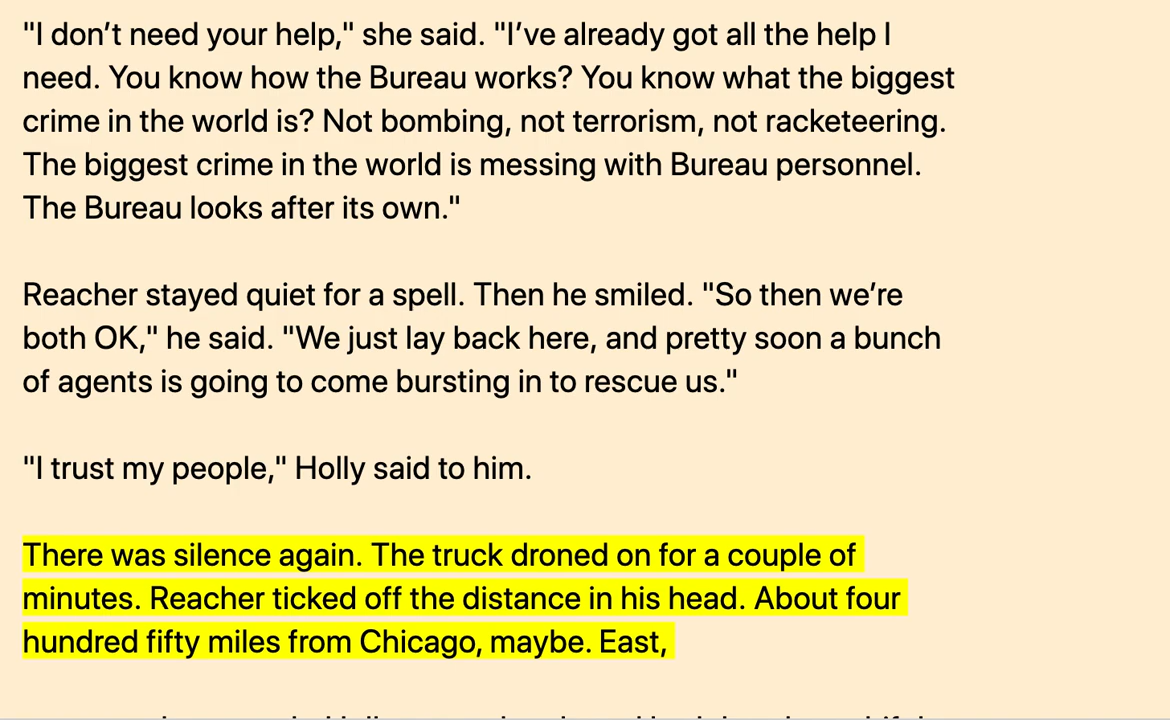 "I don’t need your help," she said. "I’ve already got all the help I
need. You know how the Bureau works? You know what the biggest
crime in the world is? Not bombing, not terrorism, not racketeering.
The biggest crime in the world is messing with Bureau personnel.
The Bureau looks after its own."
Reacher stayed quiet for a spell. Then he smiled. "So then we’re
both OK," he said. "We just lay back here, and pretty soon a bunch
of agents is going to come bursting in to rescue us."
"I trust my people," Holly said to him.
There was silence again. The truck droned on for a couple of
minutes. Reacher ticked off the distance in his head. About four
hundred fifty miles from Chicago, maybe. East,